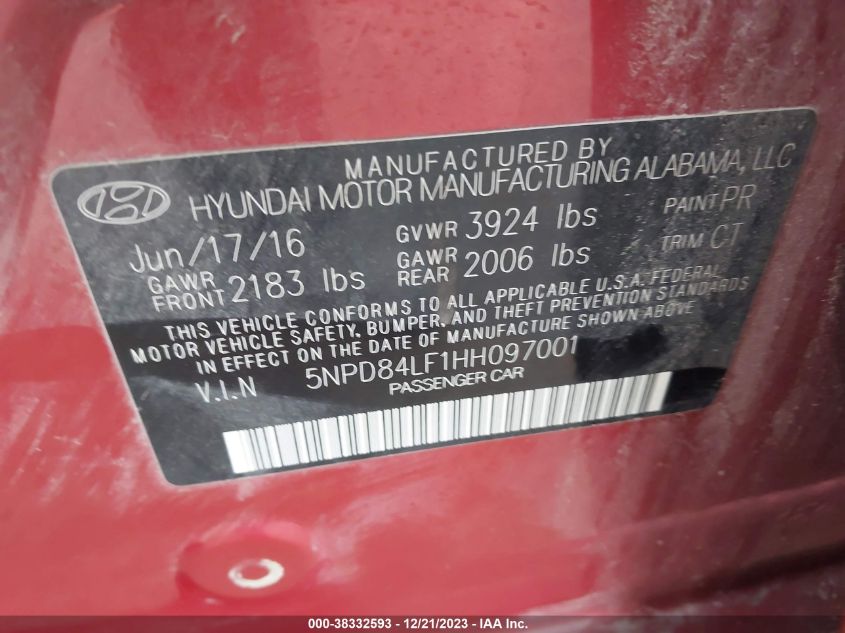 MANUFACTURED BY
HYUNDAI MOTOR MANUFACTURING ALABAMA, LLC
Jun/17/16 GVWR 3924 lbs PAINT PR
GAWR FRONT 2183 lbs GAWR REAR 2006 lbs TRIM CT
THIS VEHICLE CONFORMS TO ALL APPLICABLE U.S.A. FEDERAL
MOTOR VEHICLE SAFETY, BUMPER, AND THEFT PREVENTION STANDARDS
IN EFFECT ON THE DATE OF MANUFACTURE SHOWN ABOVE
V.I.N 5NPD84LF1HH097001
PASSENGER CAR
000-38332593 - 12/21/2023 - IAA Inc.